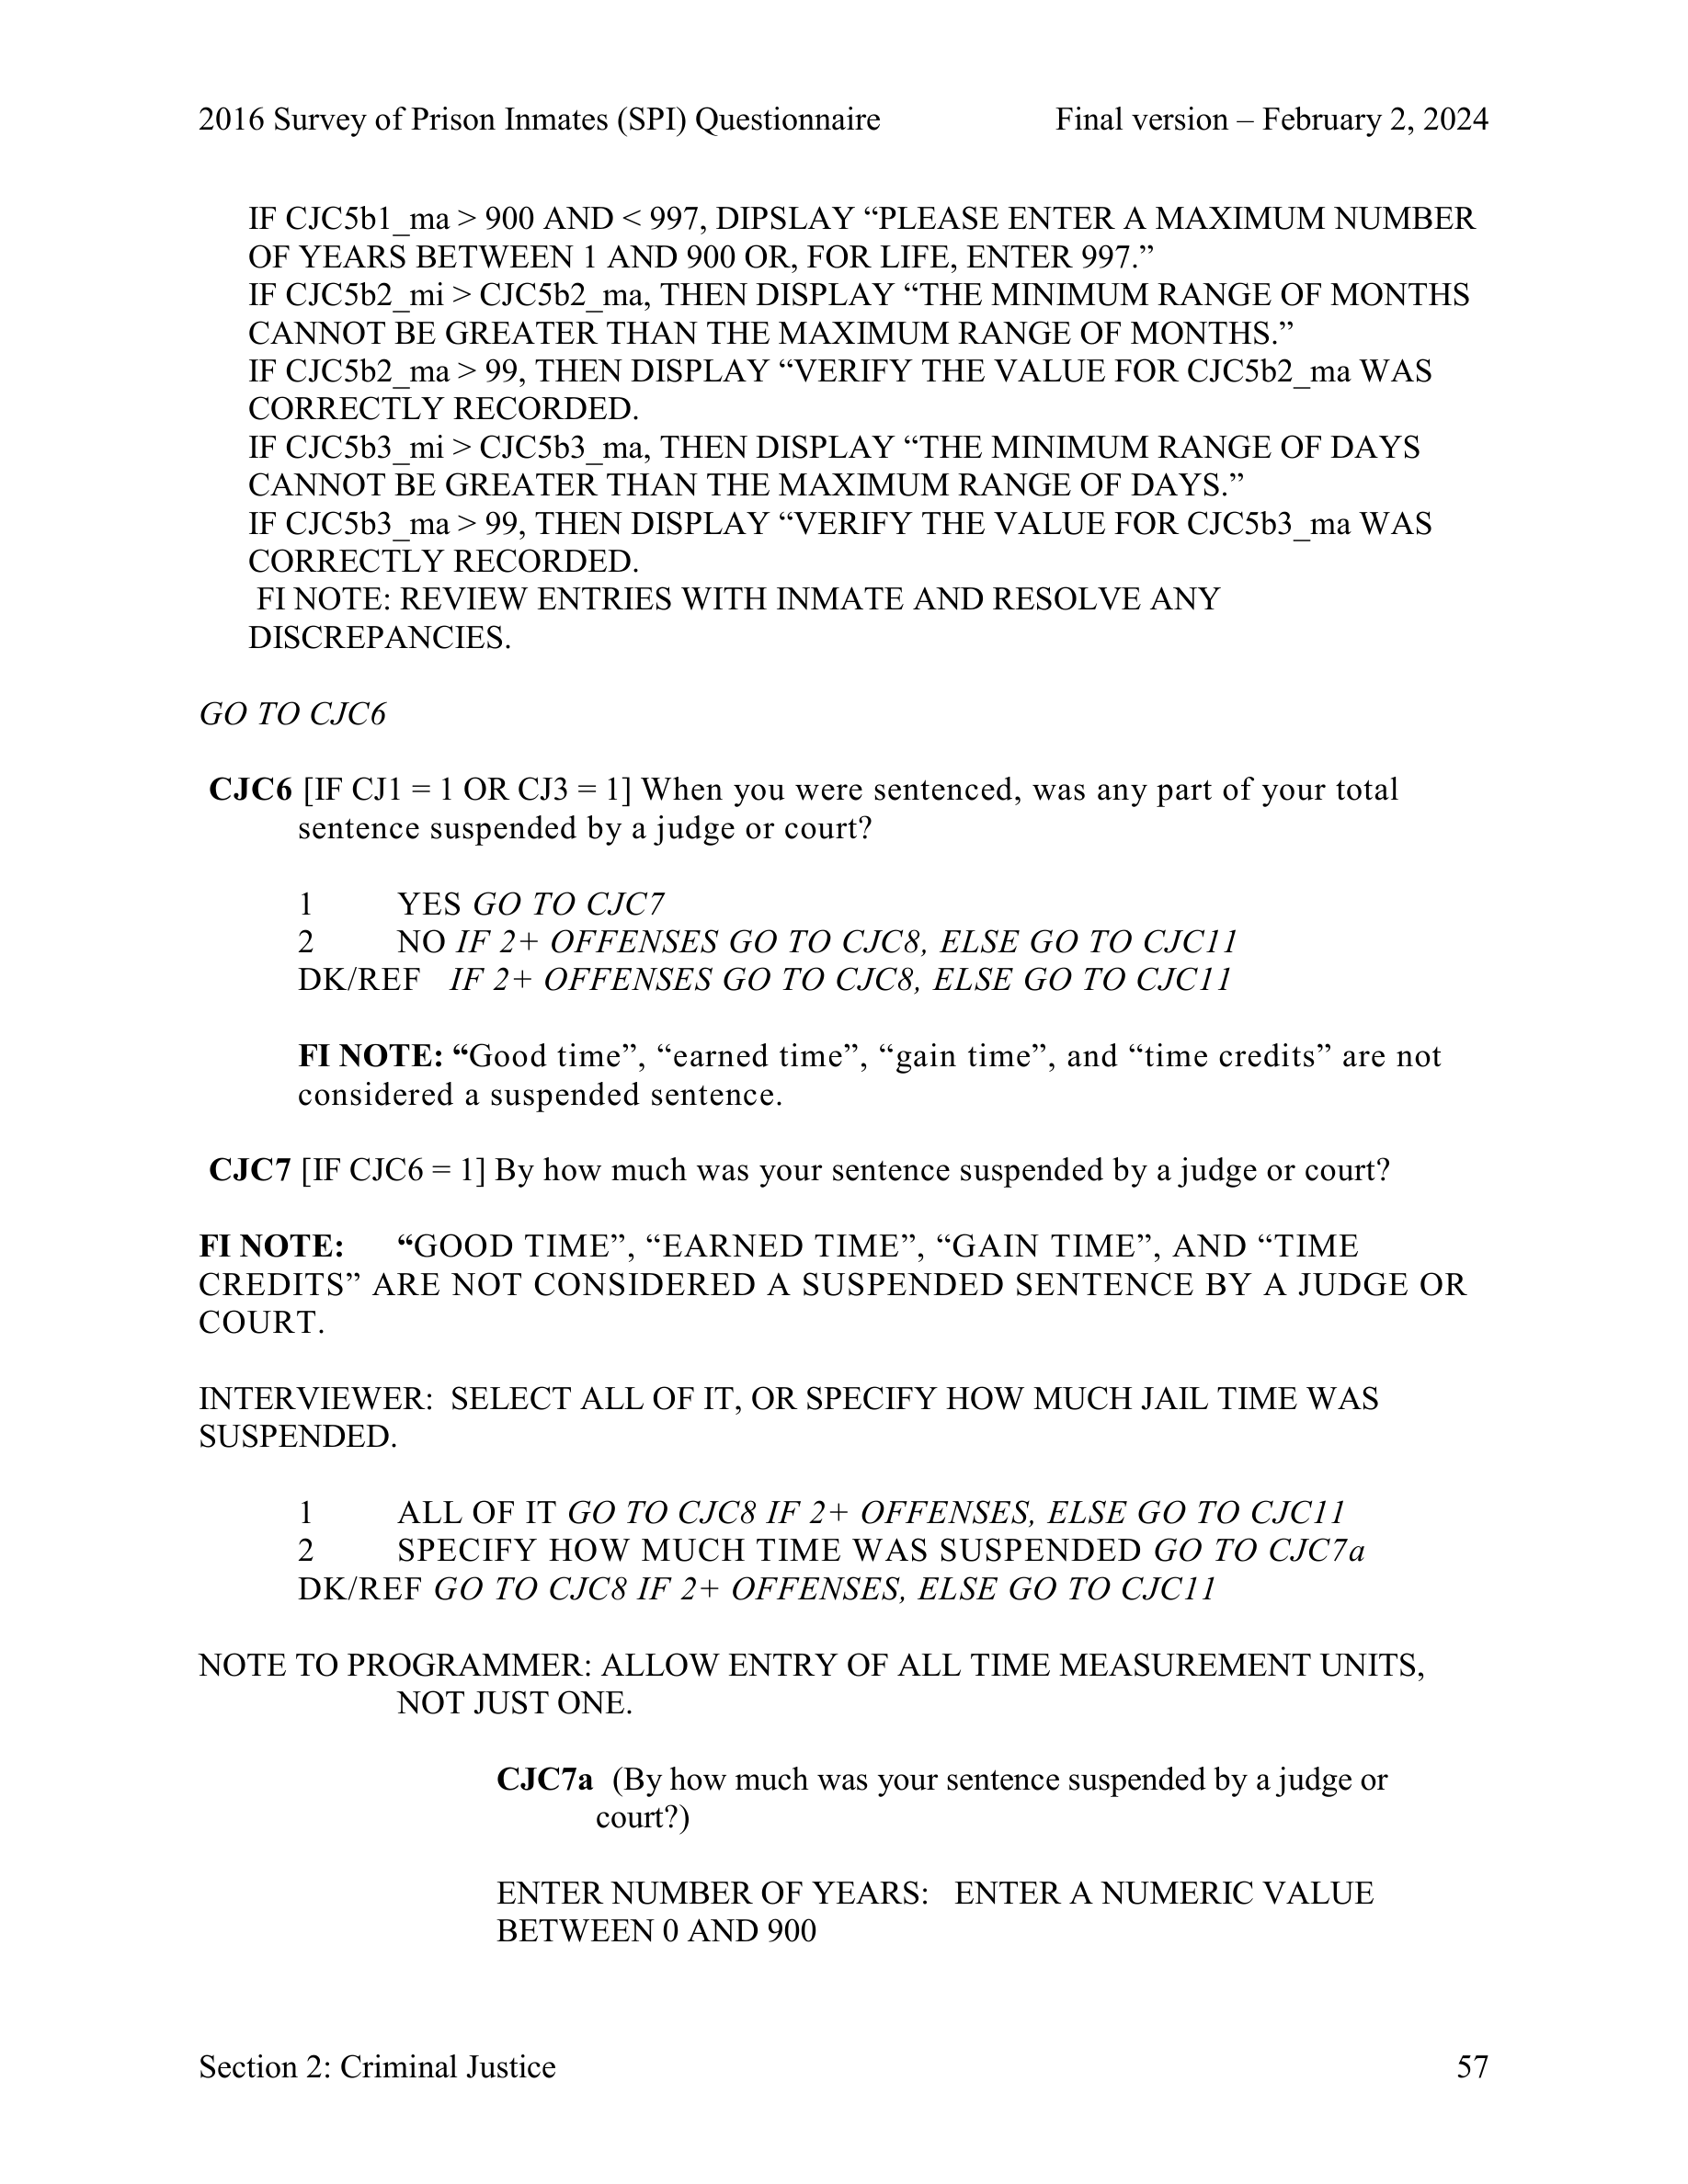 2016 Survey of Prison Inmates (SPI) Questionnaire Final version – February 2, 2024
IF CJC5b1_ma > 900 AND < 997, DIPSLAY “PLEASE ENTER A MAXIMUM NUMBER
OF YEARS BETWEEN 1 AND 900 OR, FOR LIFE, ENTER 997.”
IF CJC5b2_mi > CJC5b2_ma, THEN DISPLAY “THE MINIMUM RANGE OF MONTHS
CANNOT BE GREATER THAN THE MAXIMUM RANGE OF MONTHS.”
IF CJC5b2_ma > 99, THEN DISPLAY “VERIFY THE VALUE FOR CJC5b2_ma WAS
CORRECTLY RECORDED.
IF CJC5b3_mi > CJC5b3_ma, THEN DISPLAY “THE MINIMUM RANGE OF DAYS
CANNOT BE GREATER THAN THE MAXIMUM RANGE OF DAYS.”
IF CJC5b3_ma > 99, THEN DISPLAY “VERIFY THE VALUE FOR CJC5b3_ma WAS
CORRECTLY RECORDED.
FI NOTE: REVIEW ENTRIES WITH INMATE AND RESOLVE ANY
DISCREPANCIES.
GO TO CJC6
CJC6 [IF CJ1 = 1 OR CJ3 = 1] When you were sentenced, was any part of your total
sentence suspended by a judge or court?
1 YES GO TO CJC7
2 NO IF 2+ OFFENSES GO TO CJC8, ELSE GO TO CJC11
DK/REF IF 2+ OFFENSES GO TO CJC8, ELSE GO TO CJC11
FI NOTE: “Good time”, “earned time”, “gain time”, and “time credits” are not
considered a suspended sentence.
CJC7 [IF CJC6 = 1] By how much was your sentence suspended by a judge or court?
FI NOTE: “GOOD TIME”, “EARNED TIME”, “GAIN TIME”, AND “TIME
CREDITS” ARE NOT CONSIDERED A SUSPENDED SENTENCE BY A JUDGE OR
COURT.
INTERVIEWER: SELECT ALL OF IT, OR SPECIFY HOW MUCH JAIL TIME WAS
SUSPENDED.
1 ALL OF IT GO TO CJC8 IF 2+ OFFENSES, ELSE GO TO CJC11
2 SPECIFY HOW MUCH TIME WAS SUSPENDED GO TO CJC7a
DK/REF GO TO CJC8 IF 2+ OFFENSES, ELSE GO TO CJC11
NOTE TO PROGRAMMER: ALLOW ENTRY OF ALL TIME MEASUREMENT UNITS,
NOT JUST ONE.
CJC7a (By how much was your sentence suspended by a judge or
court?)
ENTER NUMBER OF YEARS: ENTER A NUMERIC VALUE
BETWEEN 0 AND 900
Section 2: Criminal Justice 57